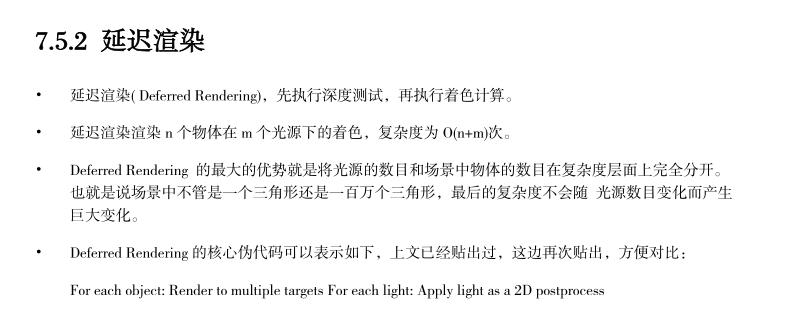 7.5.2 延迟渲染
• 延迟渲染( Deferred Rendering)，先执行深度测试，再执行着色计算。
• 延迟渲染渲染 n 个物体在 m 个光源下的着色，复杂度为 O(n+m)次。
• Deferred Rendering 的最大的优势就是将光源的数目和场景中物体的数目在复杂度层面上完全分开。
也就是说场景中不管是一个三角形还是一百万个三角形，最后的复杂度不会随 光源数目变化而产生
巨大变化。
• Deferred Rendering 的核心伪代码可以表示如下，上文已经贴出过，这边再次贴出，方便对比：
For each object: Render to multiple targets For each light: Apply light as a 2D postprocess